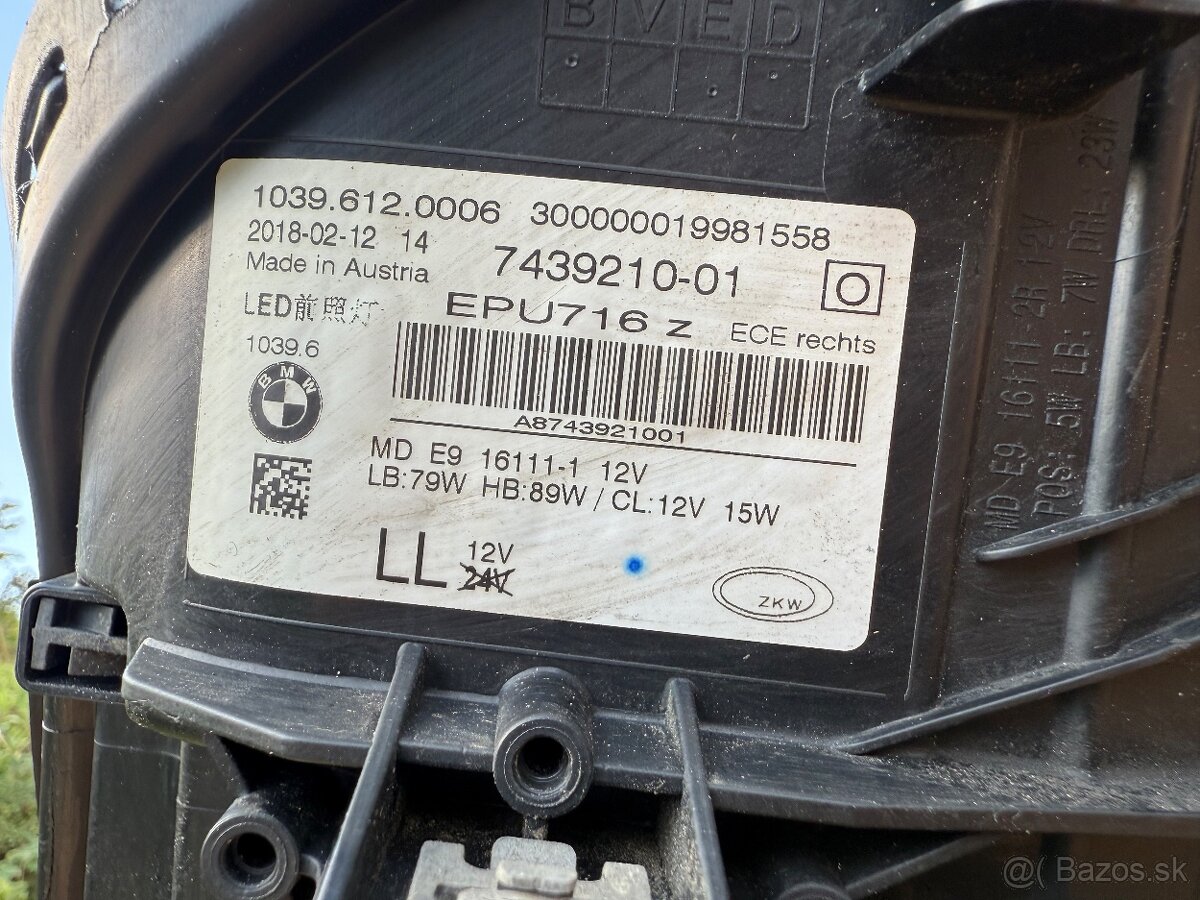 B V E D
1039.612.0006 300000019981558
2018-02-12 14
7439210-01
Made in Austria
LED前照灯
EPU716 z
ECE rechts
1039.6
BMW
A8743921001
MD E9 16111-1 12V
LB:79W HB:89W / CL:12V 15W
LL
12V
24V
ZKW
MD E9 16111-2R 12V
POS: 5W LB: 7W DRL 23W
@( Bazos.sk